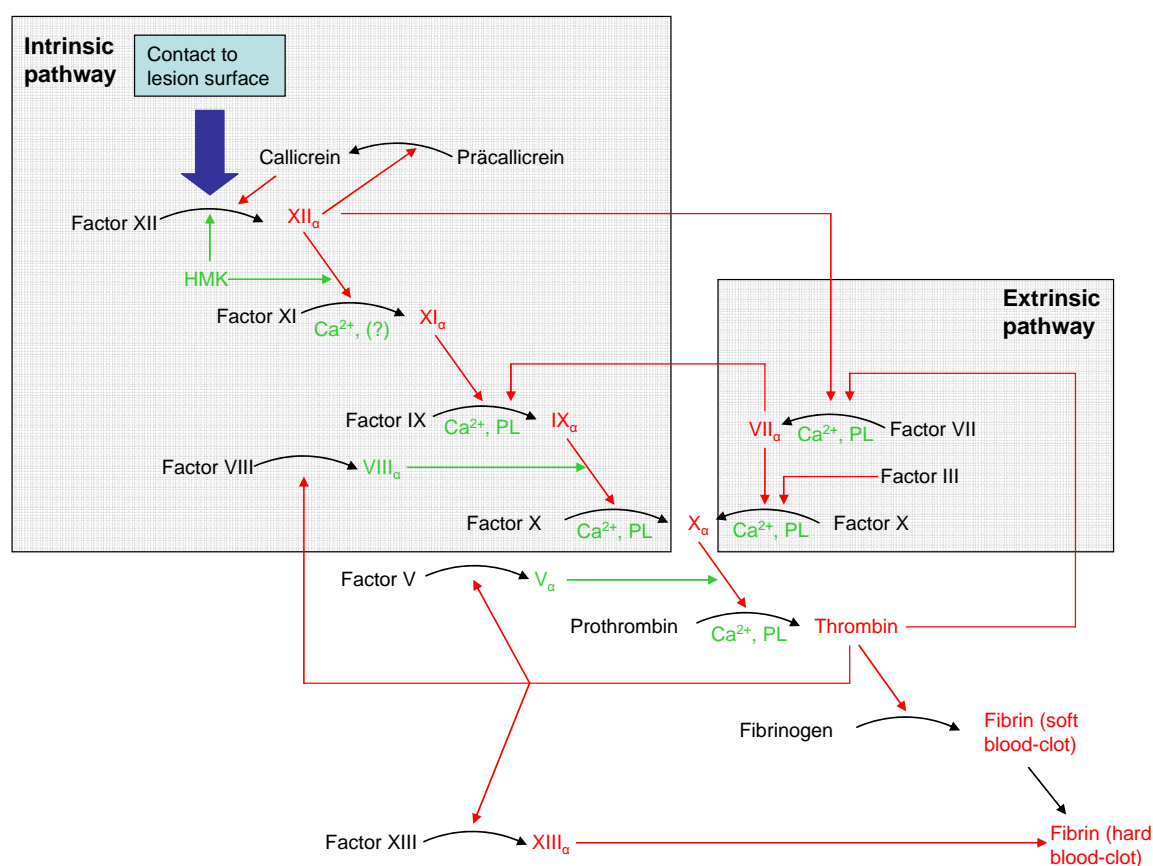 Intrinsic
pathway
Contact to
lesion surface
Callicrein
Präcallicrein
Factor XII
XIIα
HMK
Factor XI
Ca²⁺, (?)
XIα
Extrinsic
pathway
Factor IX
Ca²⁺, PL
IXα
VIIα
Ca²⁺, PL
Factor VII
Factor VIII
VIIIα
Factor III
Factor X
Ca²⁺, PL
Xα
Ca²⁺, PL
Factor X
Factor V
Vα
Prothrombin
Ca²⁺, PL
Thrombin
Fibrinogen
Fibrin (soft
blood-clot)
Factor XIII
XIIIα
Fibrin (hard
blood-clot)